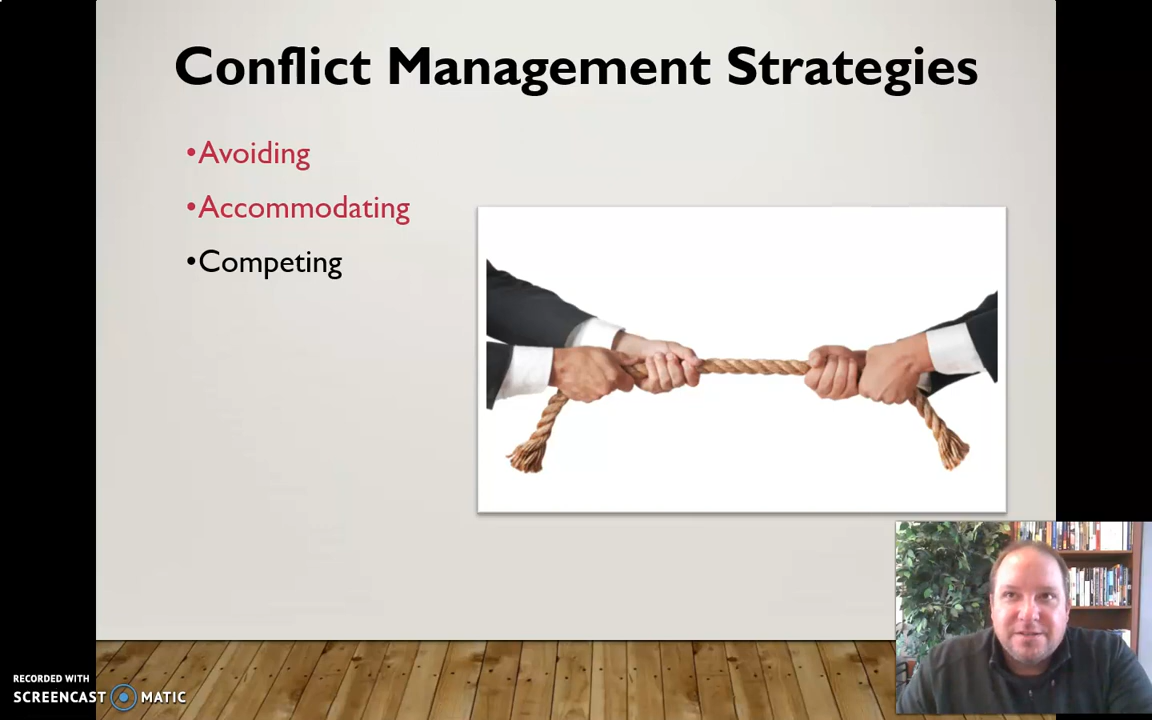 Conflict Management Strategies
•Avoiding
•Accommodating
•Competing
RECORDED WITH
SCREENCAST MATIC